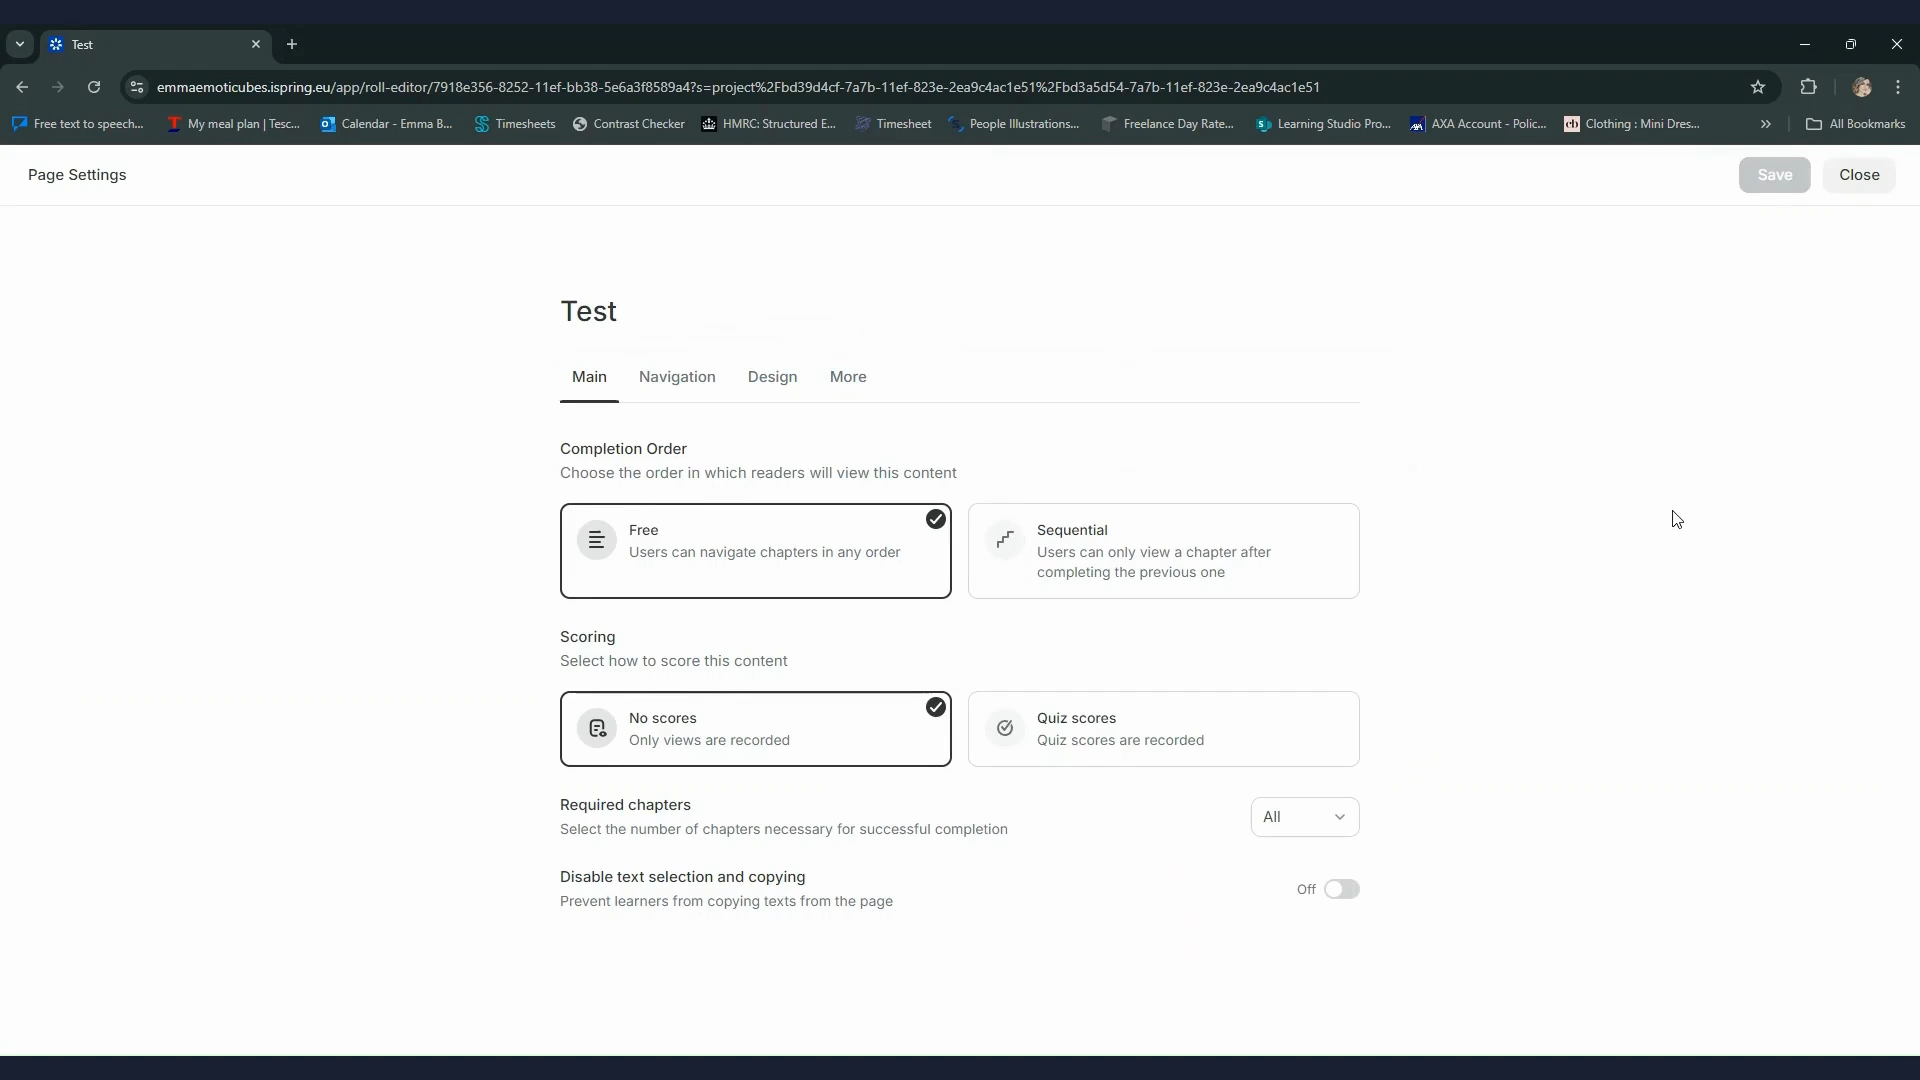 Test
emmaemoticubes.ispring.eu/app/roll-editor/7918e356-8252-11ef-bb38-5e6a3f8589a4?s=project%2Fbd39d4cf-7a7b-11ef-823e-2ea9c4ac1e51%2Fbd3a5d54-7a7b-11ef-823e-2ea9c4ac1e51
Free text to speech... My meal plan | Tesc... Calendar - Emma B... Timesheets Contrast Checker HMRC: Structured E... Timesheet People Illustrations... Freelance Day Rate... Learning Studio Pro... AXA Account - Polic... Clothing : Mini Dres... » All Bookmarks
Page Settings Save Close
Test
Main Navigation Design More
Completion Order
Choose the order in which readers will view this content
Free
Users can navigate chapters in any order
Sequential
Users can only view a chapter after
completing the previous one
Scoring
Select how to score this content
No scores
Only views are recorded
Quiz scores
Quiz scores are recorded
Required chapters
Select the number of chapters necessary for successful completion
All
Disable text selection and copying
Prevent learners from copying texts from the page
Off